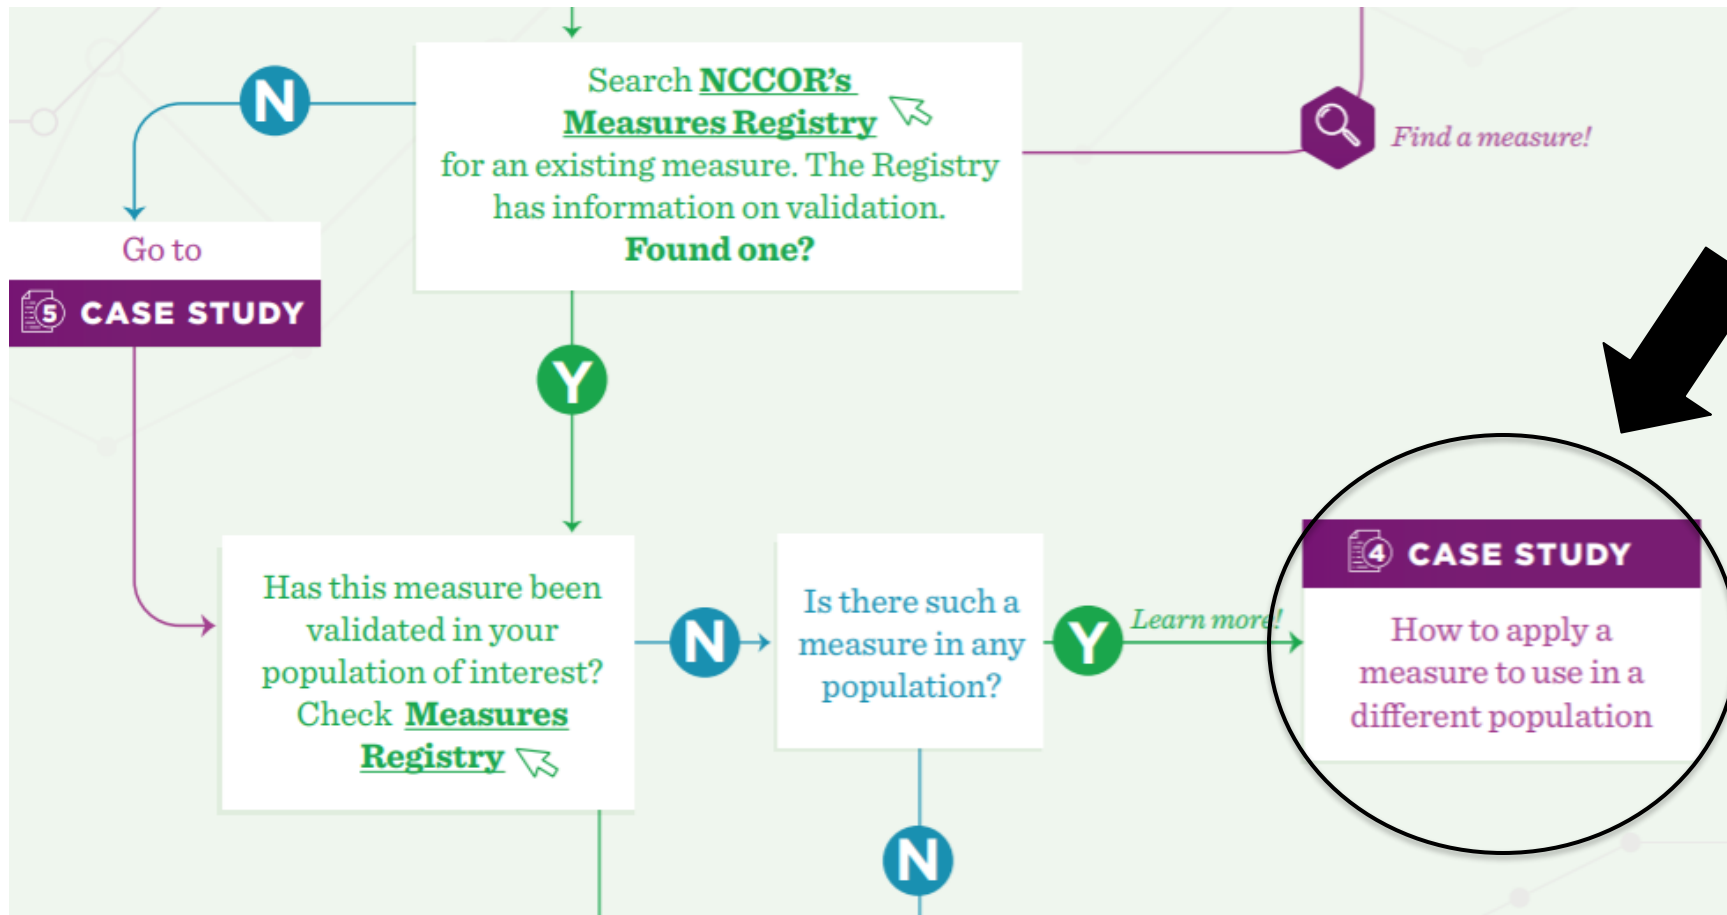 N
Search NCCOR's
Measures Registry
for an existing measure. The Registry
has information on validation.
Found one?
Find a measure!
Go to
5 CASE STUDY
Y
Has this measure been
validated in your
population of interest?
Check Measures
Registry
N
Is there such a
measure in any
population?
Y
Learn more!
4 CASE STUDY
How to apply a
measure to use in a
different population
N